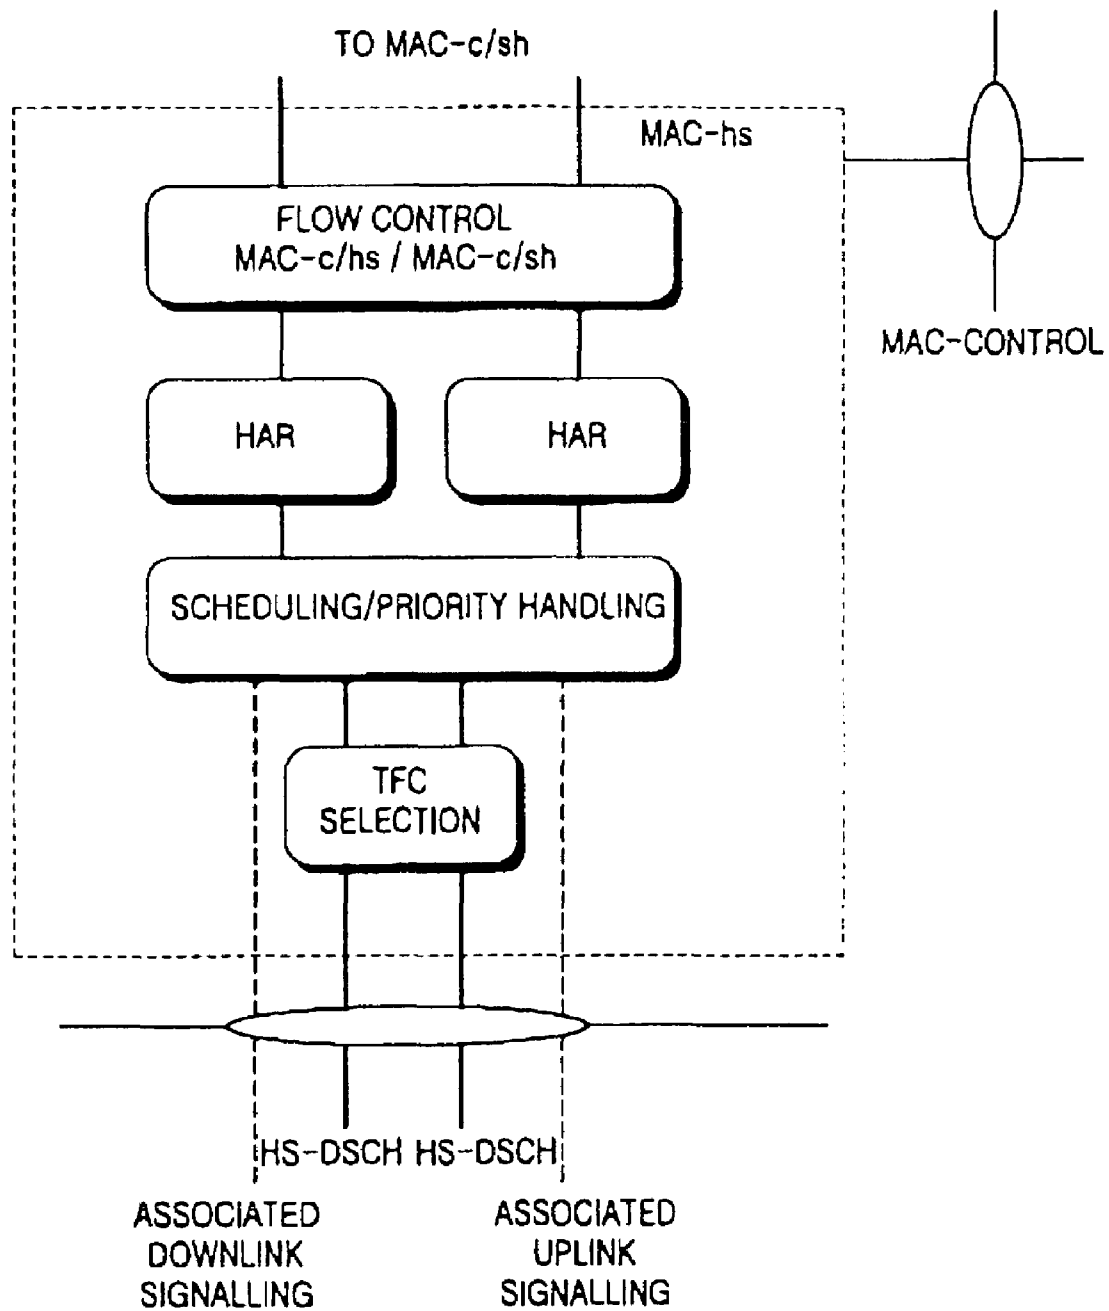 TO MAC-c/sh
MAC-hs
FLOW CONTROL
MAC-c/hs / MAC-c/sh
MAC-CONTROL
HAR
HAR
SCHEDULING/PRIORITY HANDLING
TFC
SELECTION
HS-DSCH HS-DSCH
ASSOCIATED
DOWNLINK
SIGNALLING
ASSOCIATED
UPLINK
SIGNALLING